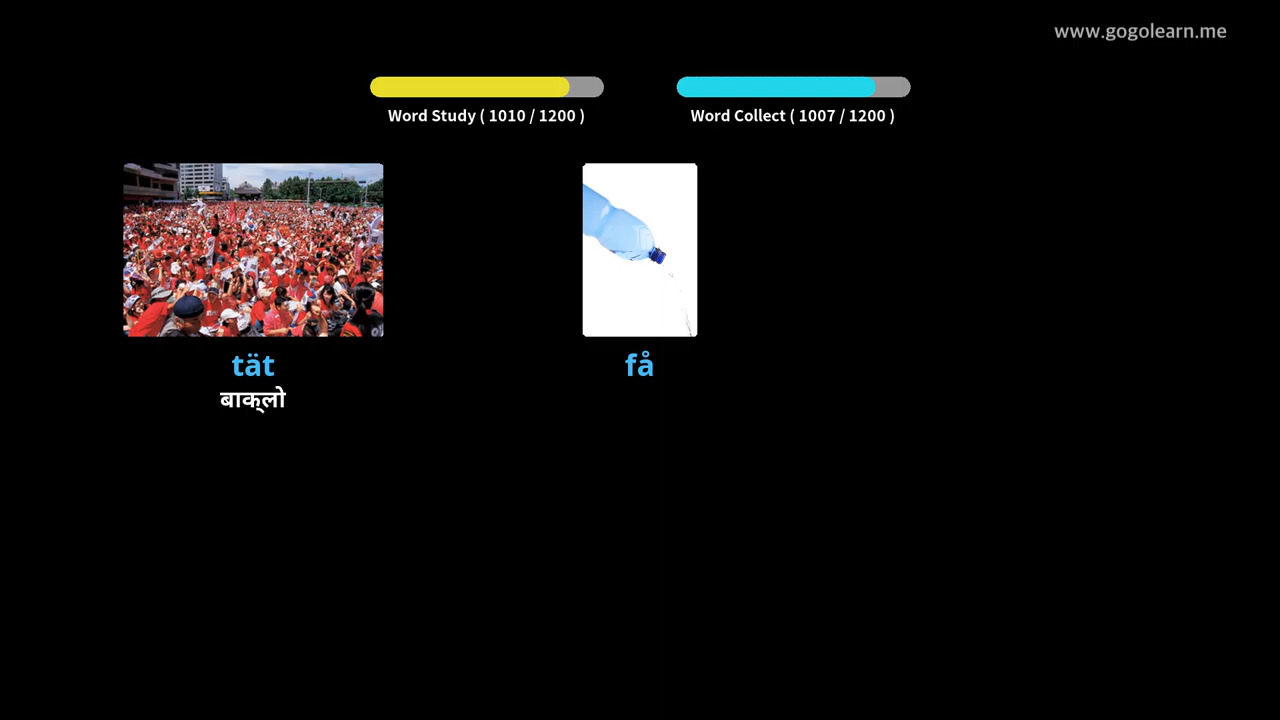 www.gogolearn.me
Word Study ( 1010 / 1200 )
Word Collect ( 1007 / 1200 )
tät
få
बाक्लो